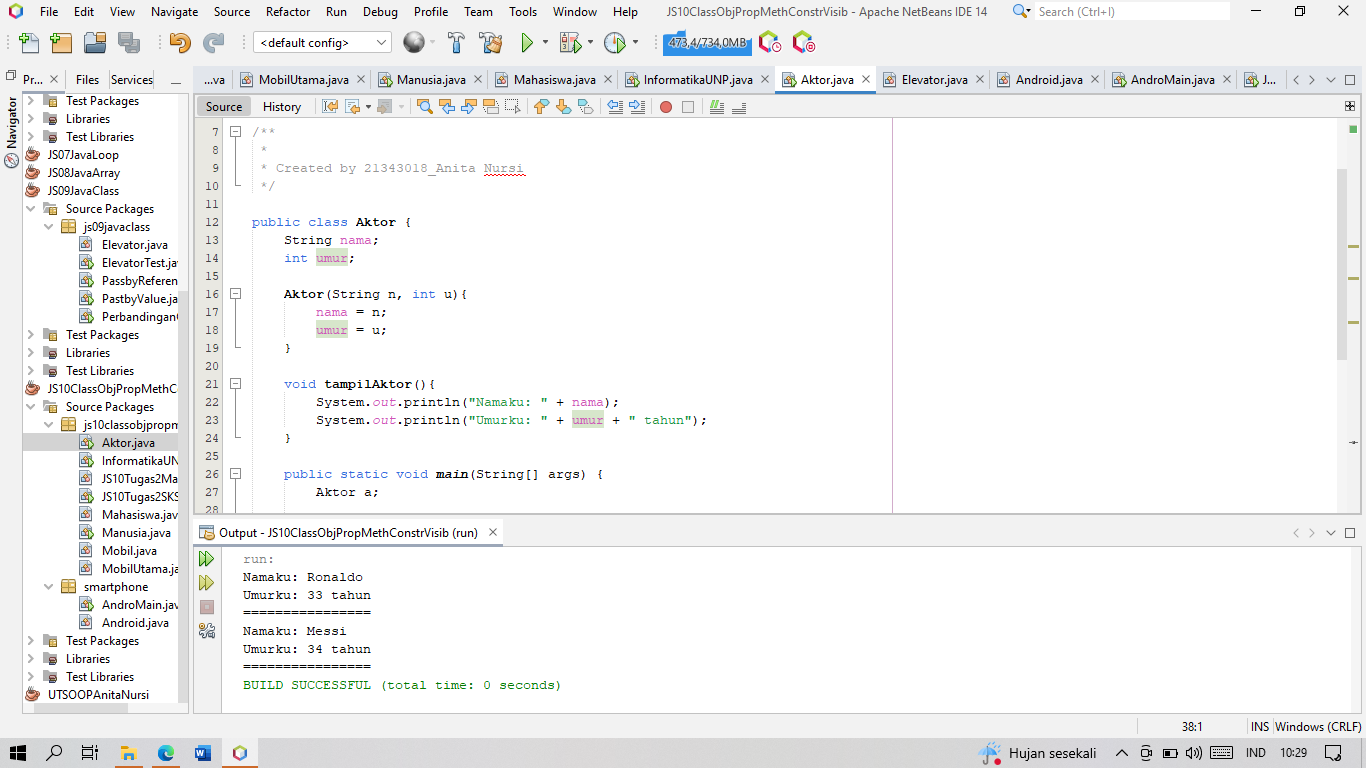 File Edit View Navigate Source Refactor Run Debug Profile Team Tools Window Help JS10ClassObjPropMethConstrVisib - Apache NetBeans IDE 14 Search (Ctrl+I)
<default config> 473,4/734,0MB
Pr... Files Services
...va MobilUtama.java Manusia.java Mahasiswa.java InformatikaUNP.java Aktor.java Elevator.java Android.java AndroMain.java J...
Navigator
Test Packages
Libraries
Test Libraries
JS07JavaLoop
JS08JavaArray
JS09JavaClass
Source Packages
js09javaclass
Elevator.java
ElevatorTest.ja
PassbyReferen
PastbyValue.ja
Perbandingan
Test Packages
Libraries
Test Libraries
JS10ClassObjPropMethC
Source Packages
js10classobjpropm
Aktor.java
InformatikaUN
JS10Tugas2Ma
JS10Tugas2SKS
Mahasiswa.jav
Manusia.java
Mobil.java
MobilUtama.ja
smartphone
AndroMain.jav
Android.java
Test Packages
Libraries
Test Libraries
UTSOOPAnitaNursi
Source History
7 /**
8 *
9 * Created by 21343018_Anita Nursi
10 */
11
12 public class Aktor {
13 String nama;
14 int umur;
15
16 Aktor(String n, int u){
17 nama = n;
18 umur = u;
19 }
20
21 void tampilAktor(){
22 System.out.println("Namaku: " + nama);
23 System.out.println("Umurku: " + umur + " tahun");
24 }
25
26 public static void main(String[] args) {
27 Aktor a;
28
Output - JS10ClassObjPropMethConstrVisib (run)
run:
Namaku: Ronaldo
Umurku: 33 tahun
================
Namaku: Messi
Umurku: 34 tahun
================
BUILD SUCCESSFUL (total time: 0 seconds)
38:1 INS Windows (CRLF)
Hujan sesekali IND 10:29